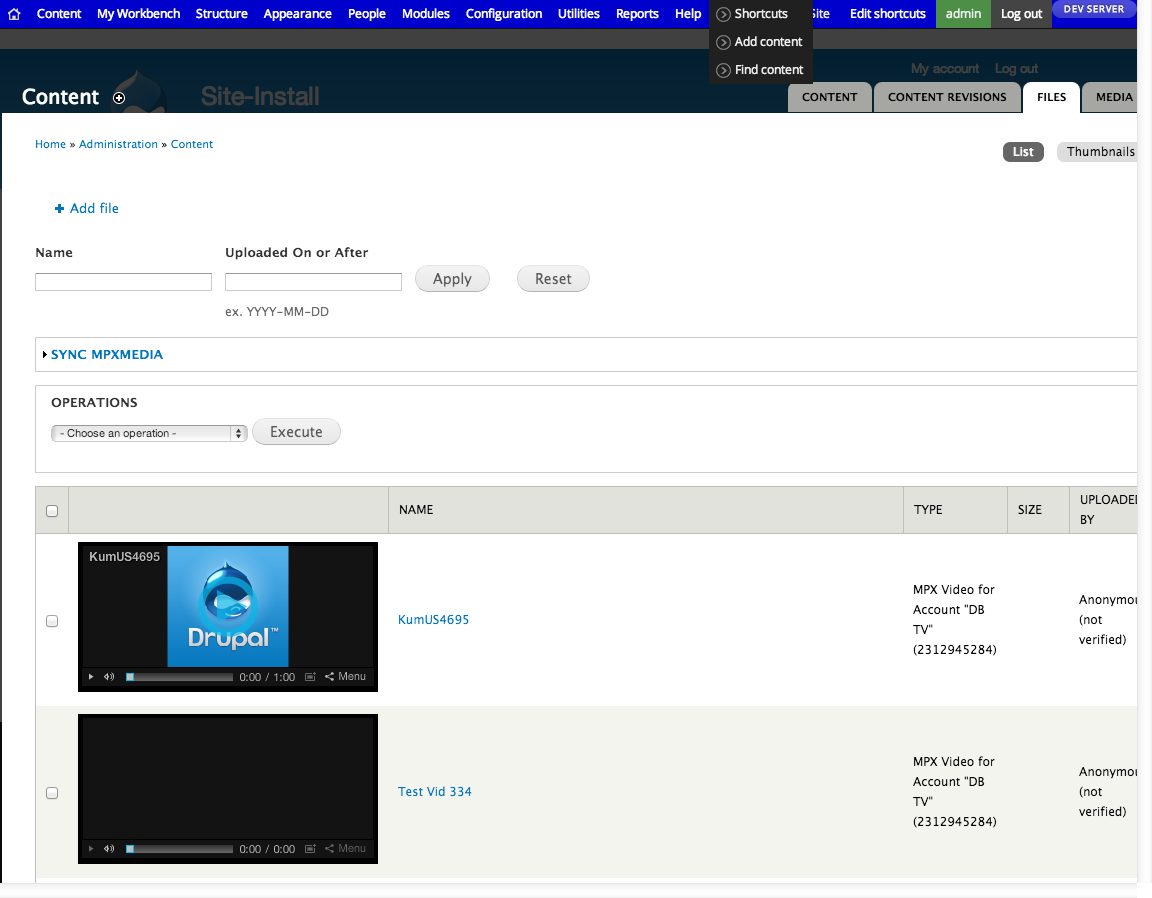 Content My Workbench Structure Appearance People Modules Configuration Utilities Reports Help Shortcuts Site Edit shortcuts admin Log out DEV SERVER
Add content
Find content
My account Log out
Content Site-Install
CONTENT CONTENT REVISIONS FILES MEDIA
Home » Administration » Content
List Thumbnails
Add file
Name Uploaded On or After
Apply Reset
ex. YYYY-MM-DD
SYNC MPXMEDIA
OPERATIONS
- Choose an operation - Execute
NAME TYPE SIZE UPLOADED
BY
KumUS4695
Drupal™
0:00 / 1:00 Menu
KumUS4695
MPX Video for
Account "DB
TV"
(2312945284)
Anonymou
(not
verified)
0:00 / 0:00 Menu
Test Vid 334
MPX Video for
Account "DB
TV"
(2312945284)
Anonymou
(not
verified)